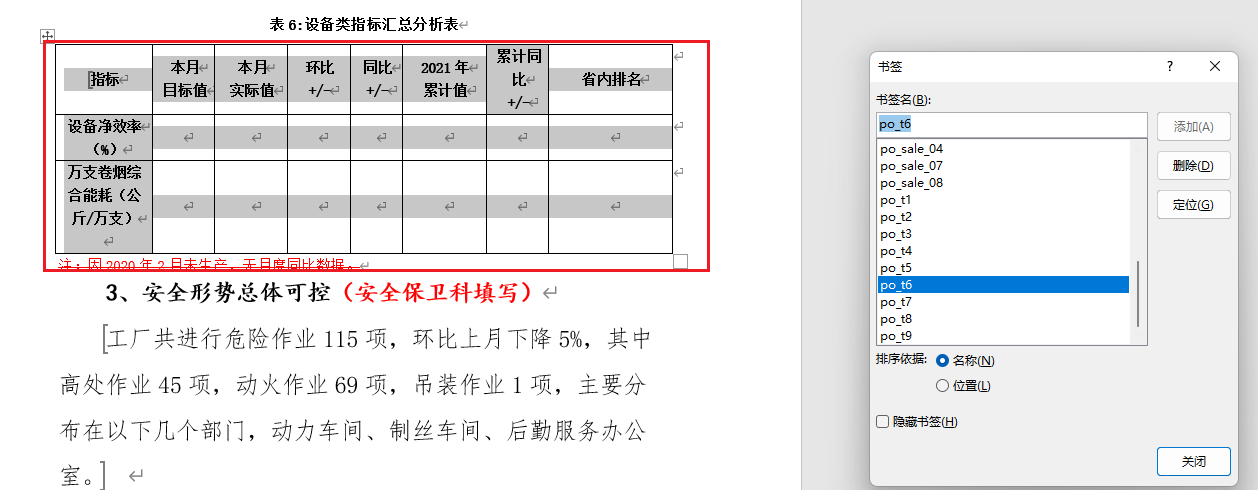 表 6:设备类指标汇总分析表
指标
本月
目标值
本月
实际值
环比
+/-
同比
+/-
2021 年
累计值
累计同
比
+/-
省内排名
设备净效率
（%）
万支卷烟综
合能耗（公
斤/万支）
注：因 2020 年 2 月未生产，无月度同比数据。
3、安全形势总体可控（安全保卫科填写）
工厂共进行危险作业 115 项，环比上月下降 5%，其中
高处作业 45 项，动火作业 69 项，吊装作业 1 项，主要分
布在以下几个部门，动力车间、制丝车间、后勤服务办公
室。
书签
?
书签名(B):
po_t6
添加(A)
po_sale_04
po_sale_07
po_sale_08
po_t1
po_t2
po_t3
po_t4
po_t5
po_t6
po_t7
po_t8
po_t9
删除(D)
定位(G)
排序依据:
名称(N)
位置(L)
隐藏书签(H)
关闭